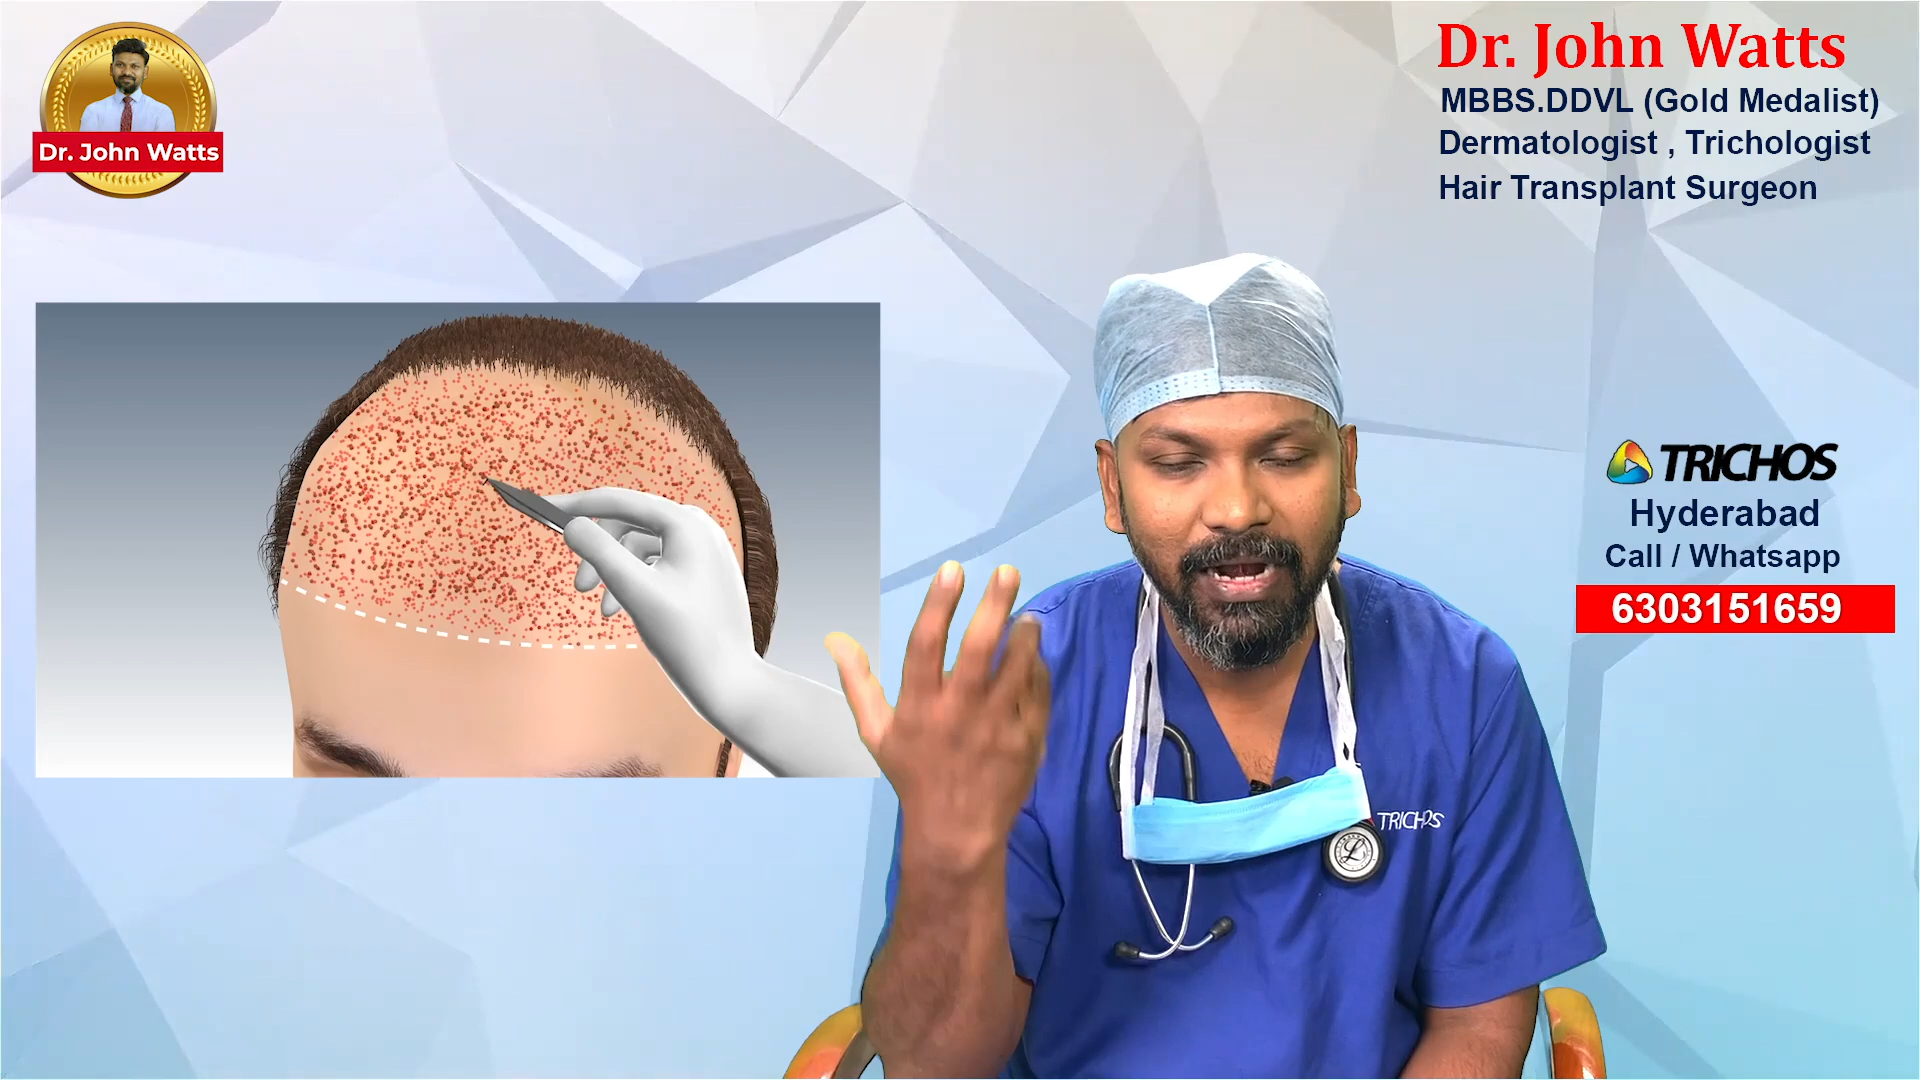 Dr. John Watts
Dr. John Watts
MBBS.DDVL (Gold Medalist)
Dermatologist , Trichologist
Hair Transplant Surgeon
TRICHOS
Hyderabad
Call / Whatsapp
6303151659
TRICHOS